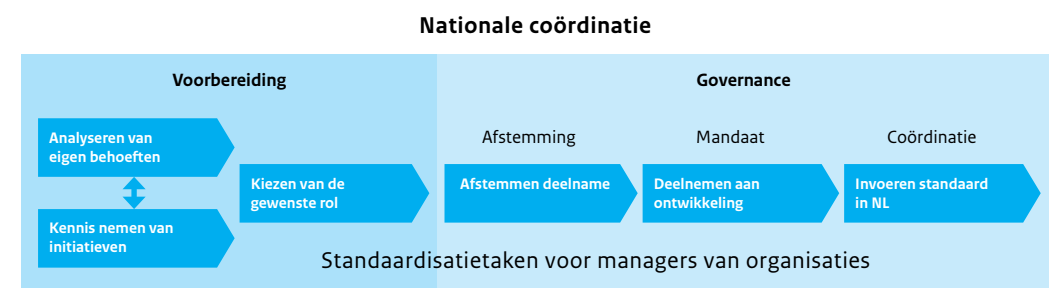 Nationale coördinatie
Voorbereiding
Governance
Analyseren van
eigen behoeften
Kennis nemen van
initiatieven
Kiezen van de
gewenste rol
Afstemming
Mandaat
Coördinatie
Afstemmen deelname
Deelnemen aan
ontwikkeling
Invoeren standaard
in NL
Standaardisatietaken voor managers van organisaties